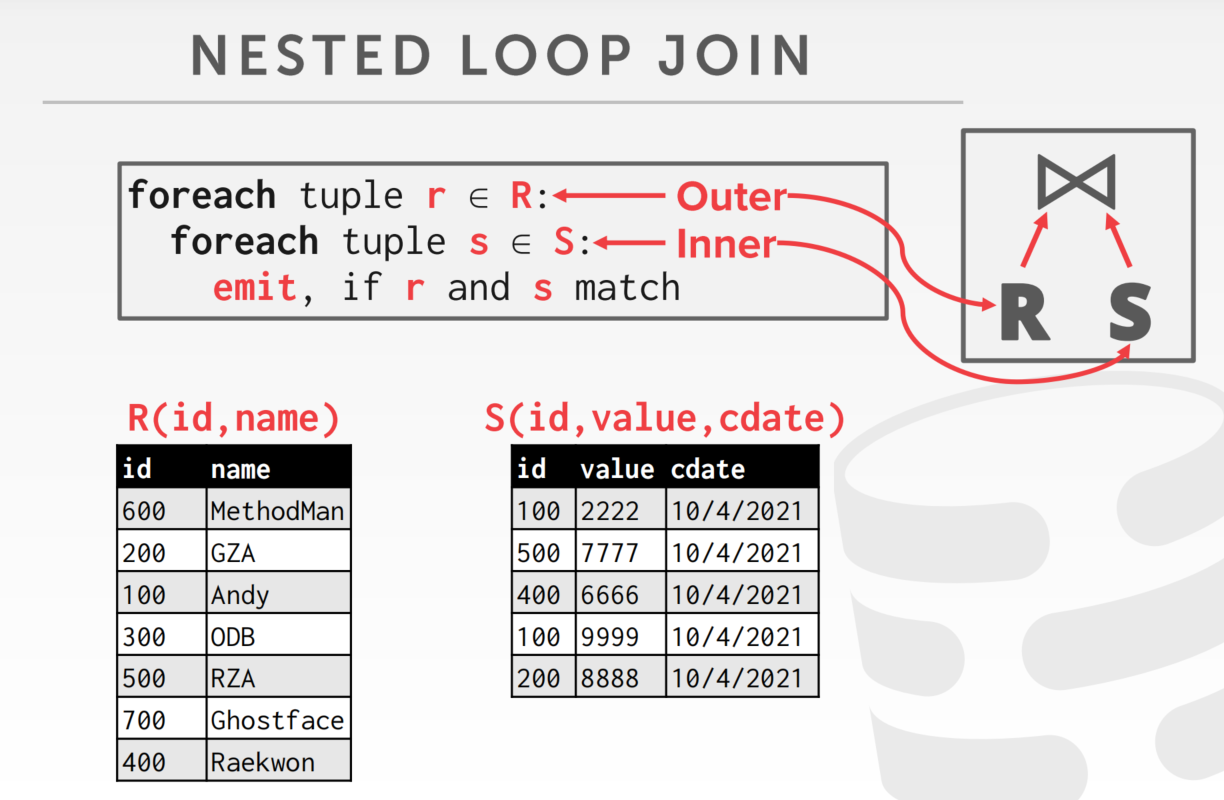 NESTED LOOP JOIN
foreach tuple r ∈ R: Outer
foreach tuple s ∈ S: Inner
emit, if r and s match
⋈
R S
R(id,name)
id name
600 MethodMan
200 GZA
100 Andy
300 ODB
500 RZA
700 Ghostface
400 Raekwon
S(id,value,cdate)
id value cdate
100 2222 10/4/2021
500 7777 10/4/2021
400 6666 10/4/2021
100 9999 10/4/2021
200 8888 10/4/2021